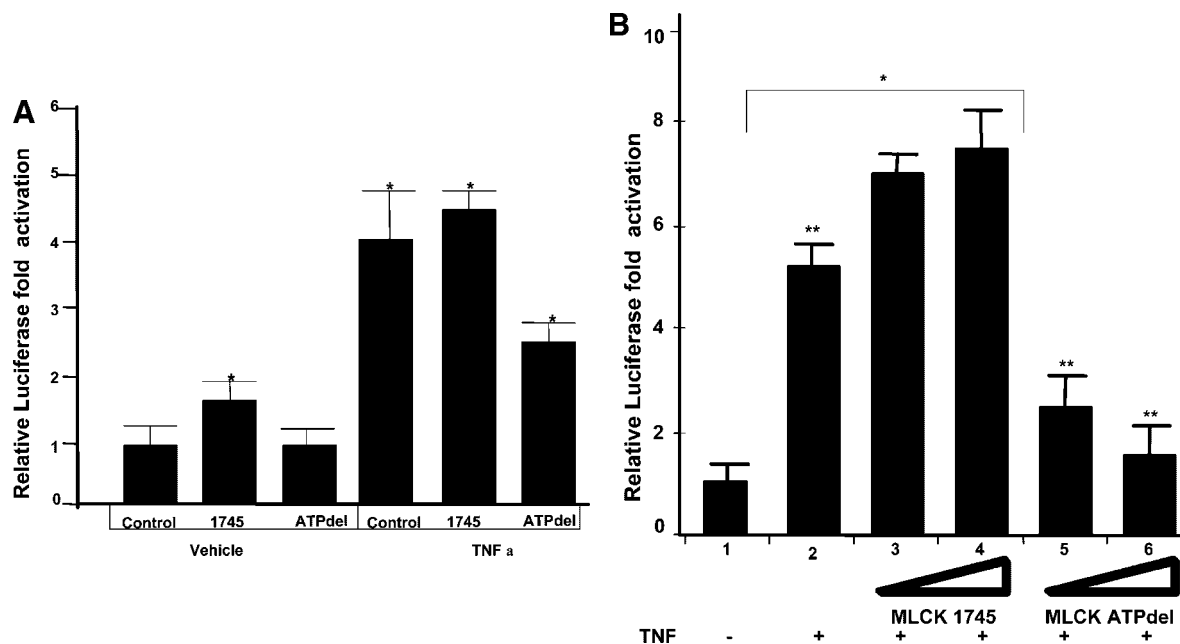 A
Relative Luciferase fold activation
6
5
4
3
2
1
0
*
* * *
Control 1745 ATPdel Control 1745 ATPdel
Vehicle TNF a
B
Relative Luciferase fold activation
10
8
6
4
2
0
*
**
**
**
1 2 3 4 5 6
MLCK 1745 MLCK ATPdel
TNF - + + + + +